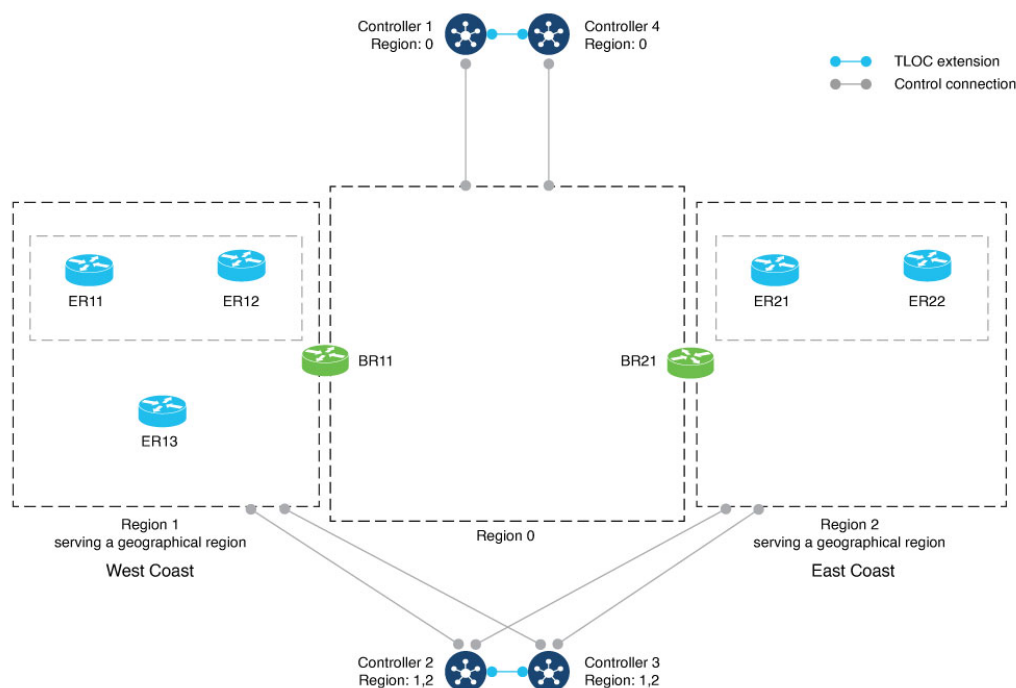 Controller 1
Region: 0
Controller 4
Region: 0
TLOC extension
Control connection
ER11
ER12
ER21
ER22
BR11
BR21
ER13
Region 1
serving a geographical region
West Coast
Region 0
Region 2
serving a geographical region
East Coast
Controller 2
Region: 1,2
Controller 3
Region: 1,2